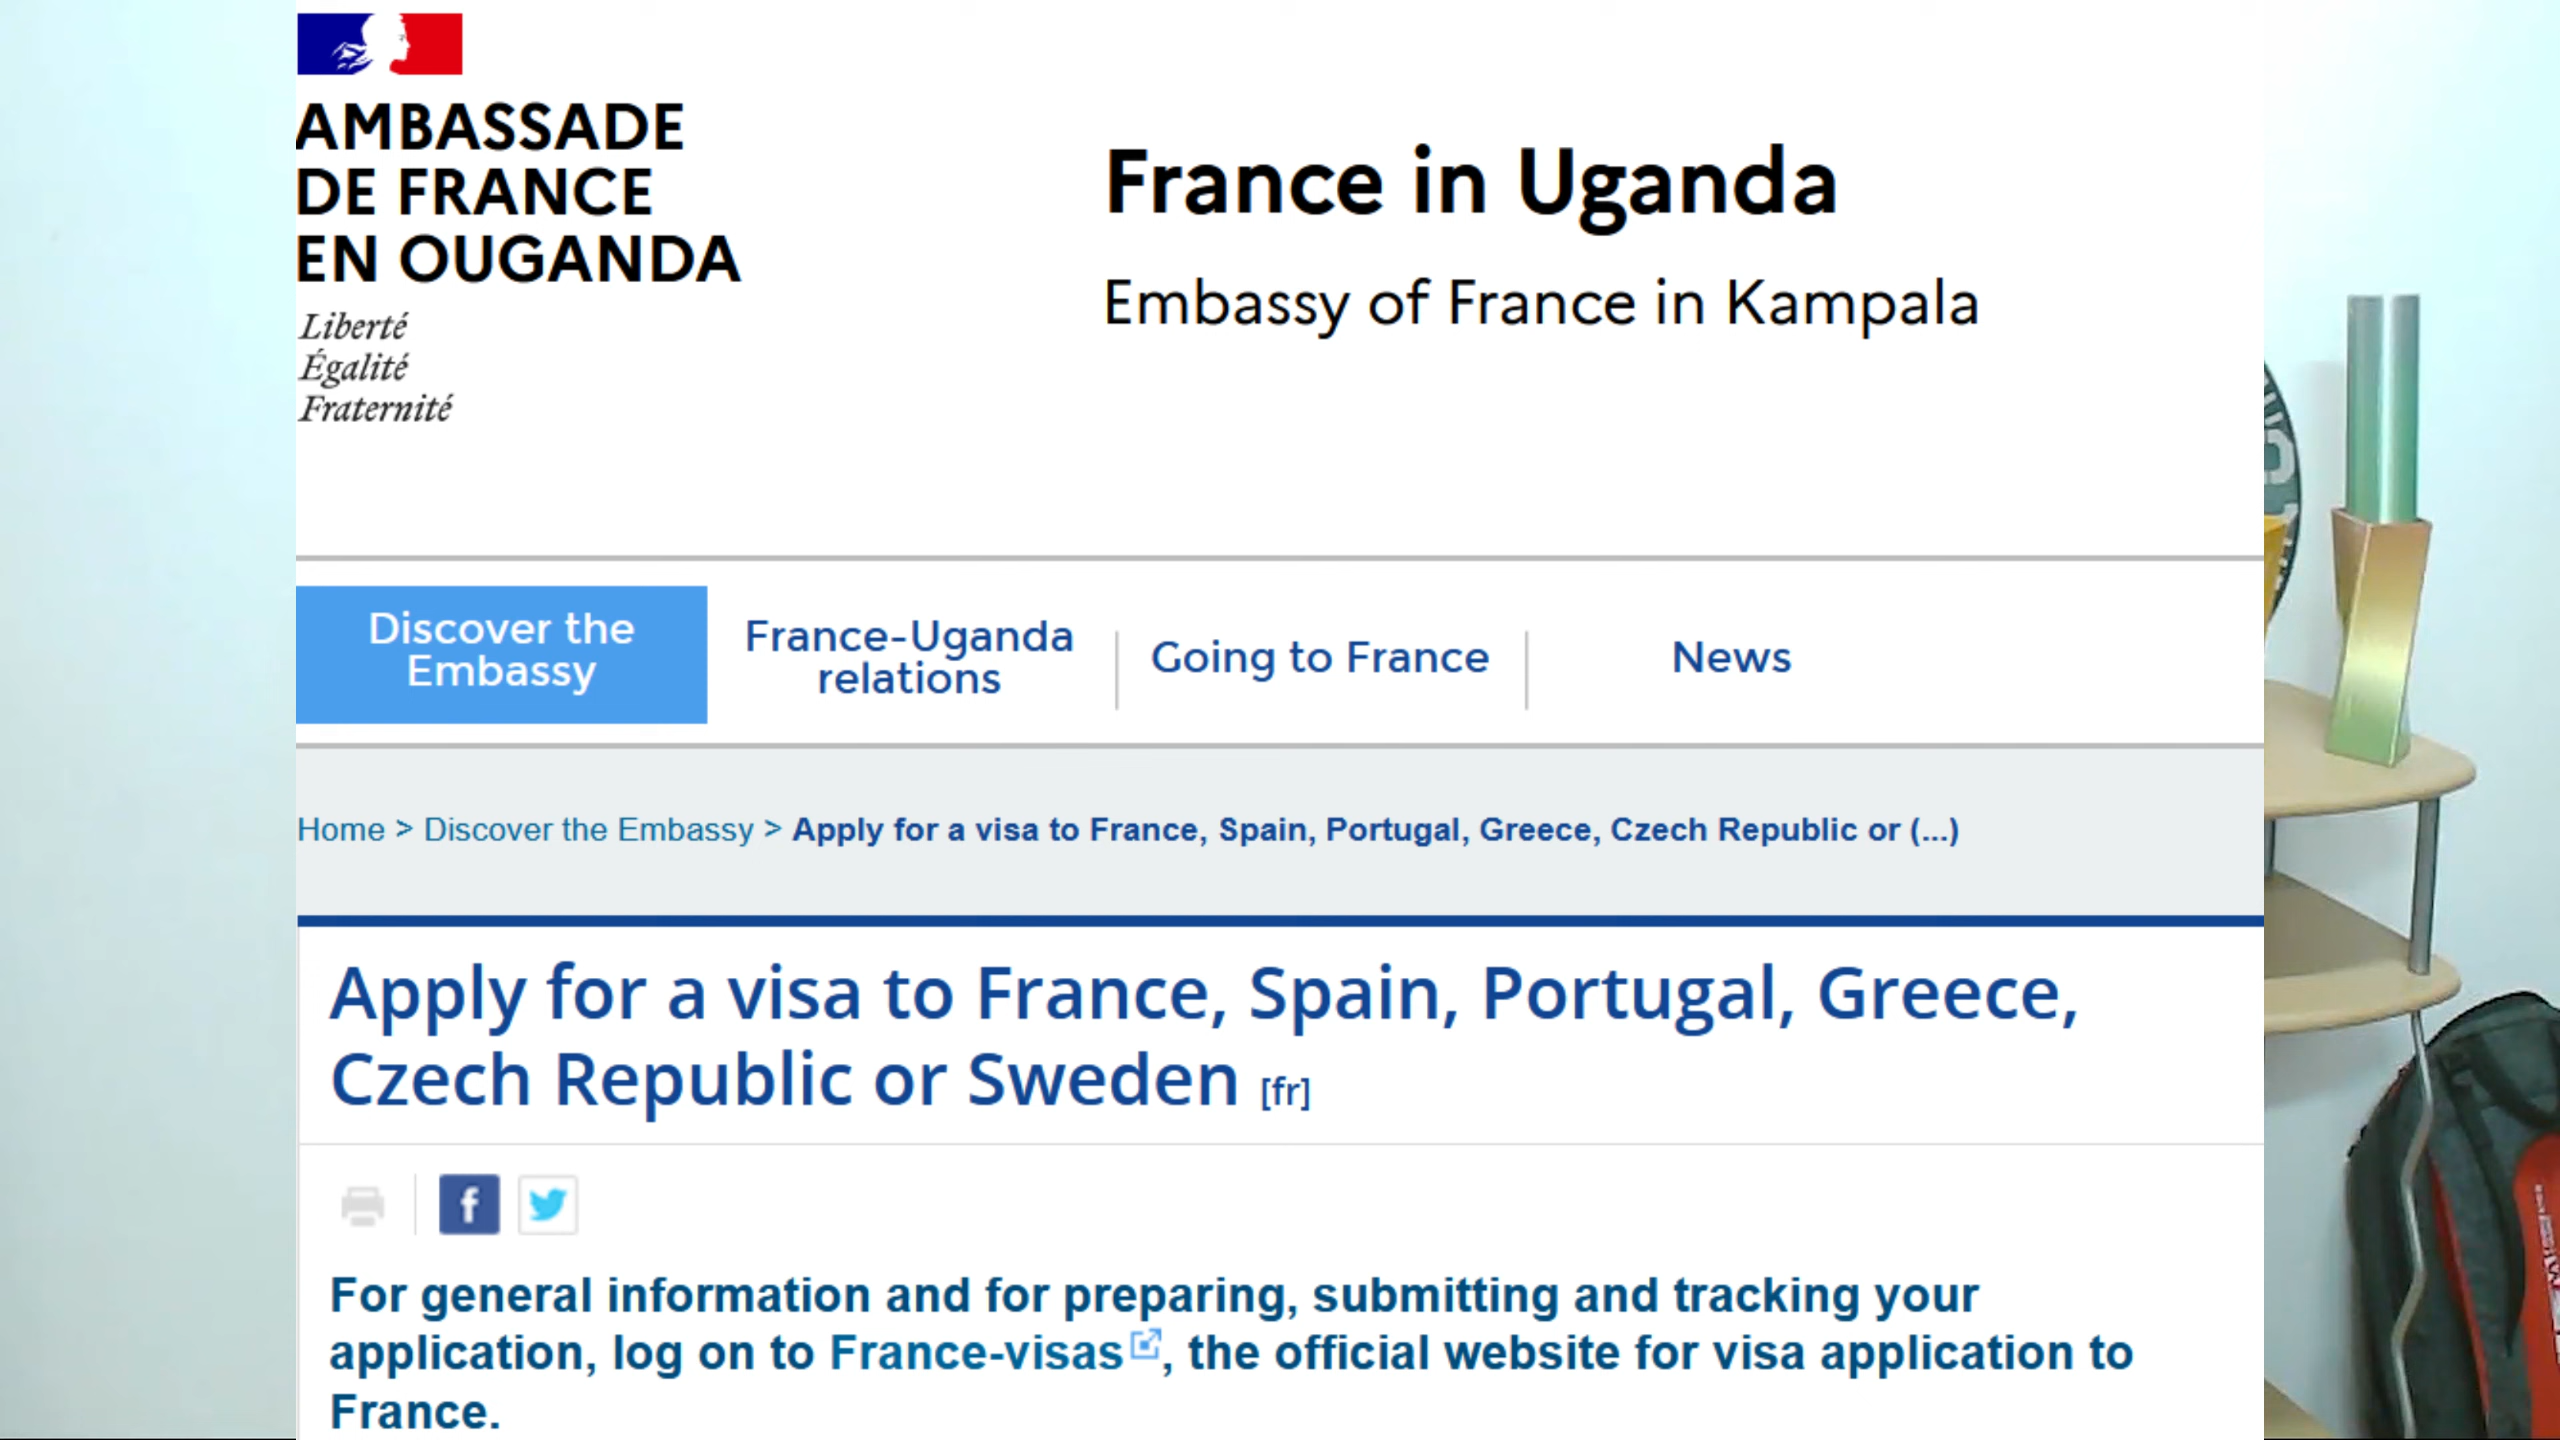 AMBASSADE
DE FRANCE
EN OUGANDA
Liberté
Égalité
Fraternité
France in Uganda
Embassy of France in Kampala
Discover the
Embassy
France-Uganda
relations
Going to France
News
Home > Discover the Embassy > Apply for a visa to France, Spain, Portugal, Greece, Czech Republic or (...)
Apply for a visa to France, Spain, Portugal, Greece,
Czech Republic or Sweden [fr]
For general information and for preparing, submitting and tracking your
application, log on to France-visas, the official website for visa application to
France.